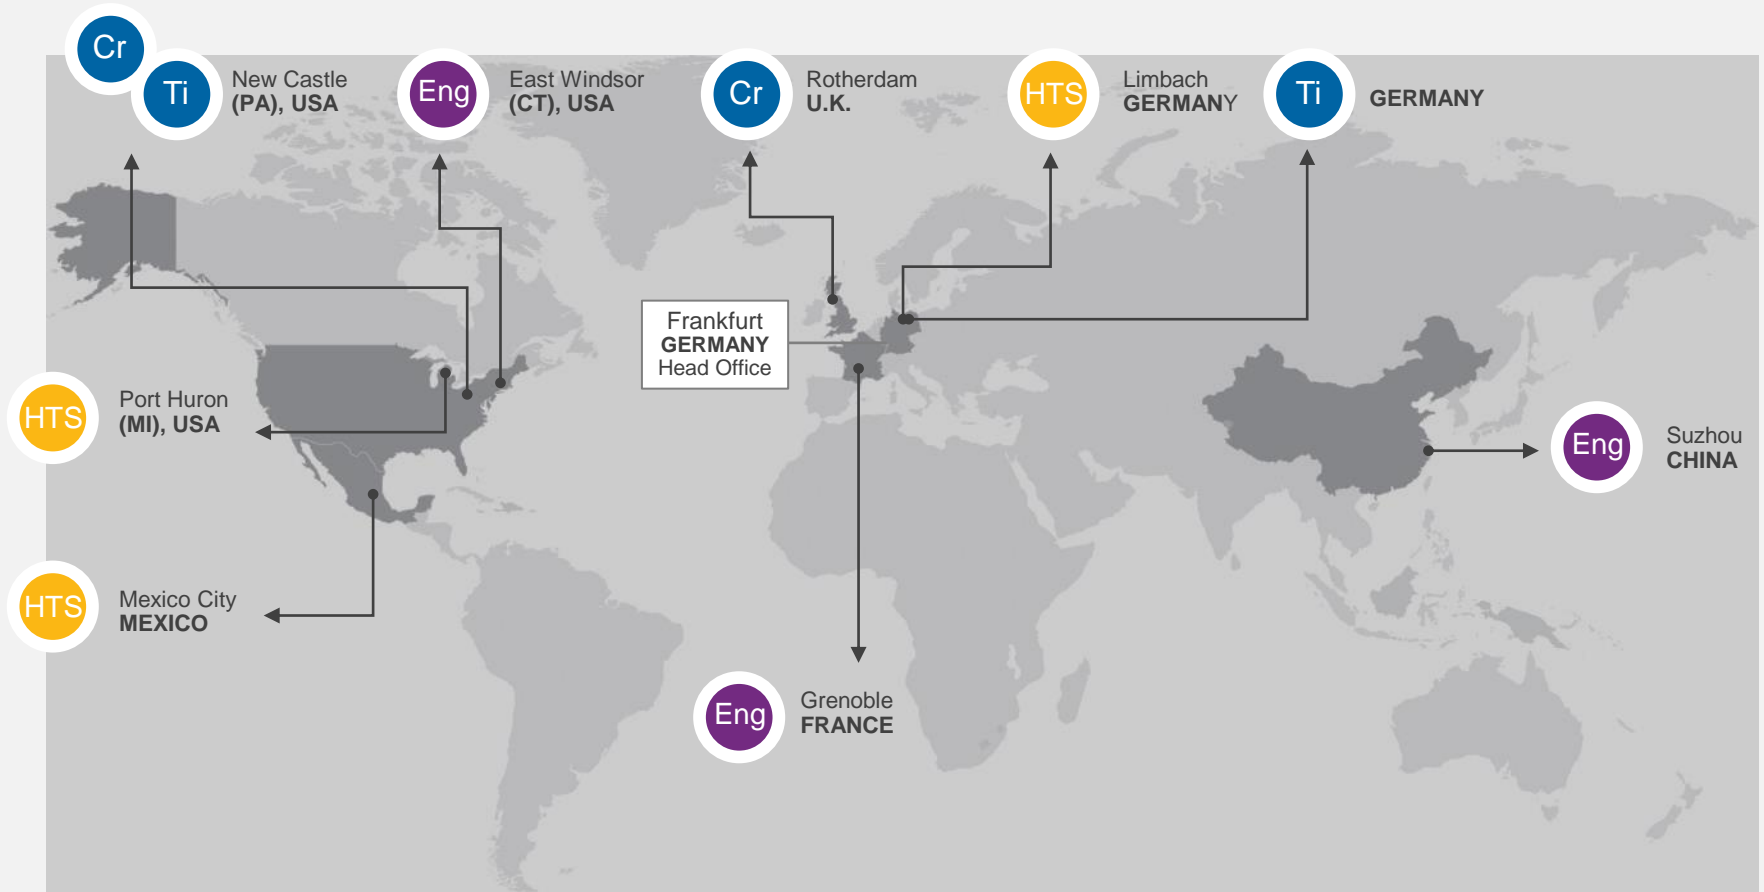 Cr
Ti
New Castle
(PA), USA
Eng
East Windsor
(CT), USA
Cr
Rotherdam
U.K.
HTS
Limbach
GERMANY
Ti
GERMANY
Frankfurt
GERMANY
Head Office
HTS
Port Huron
(MI), USA
Eng
Suzhou
CHINA
HTS
Mexico City
MEXICO
Eng
Grenoble
FRANCE